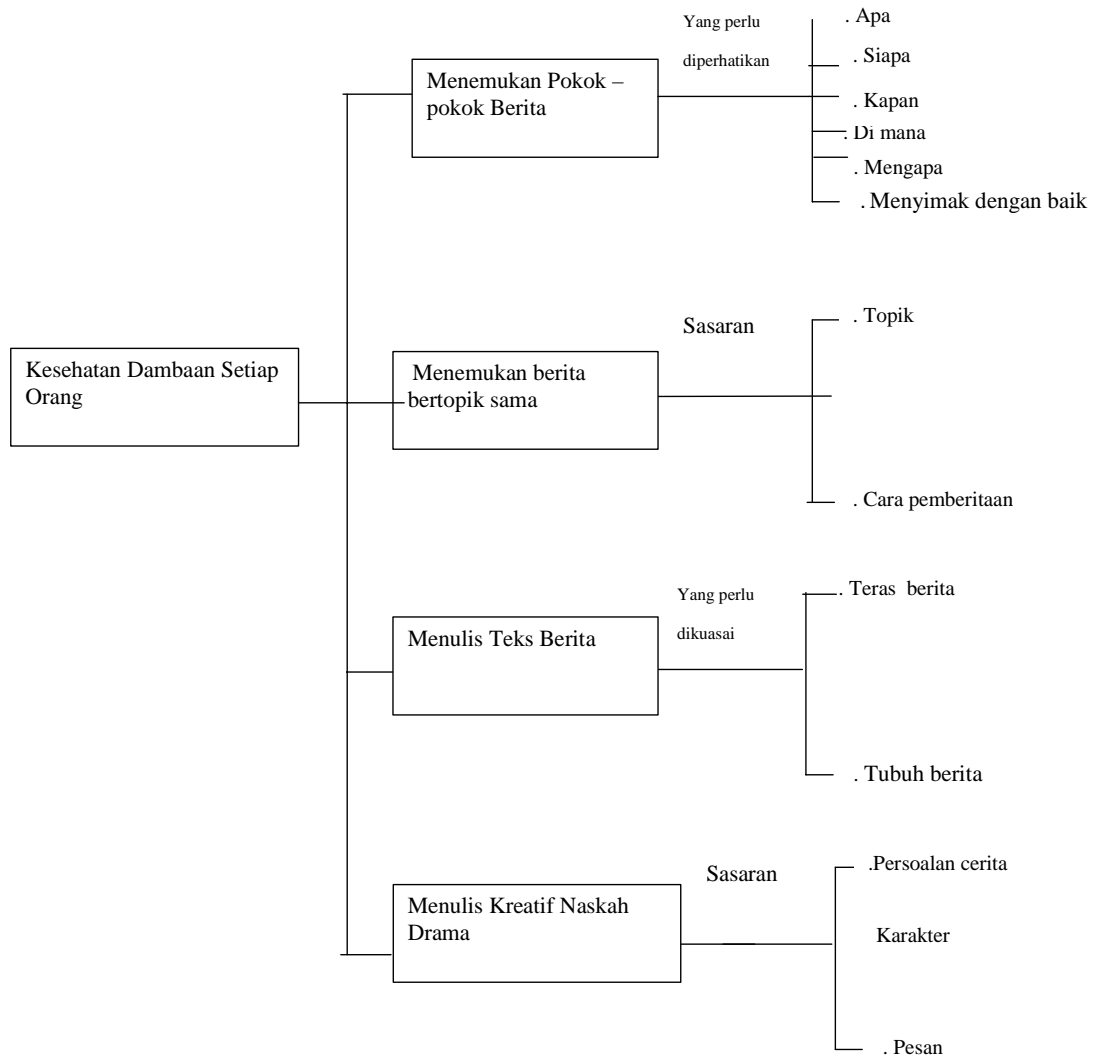 Kesehatan Dambaan Setiap
Orang
Menemukan Pokok –
pokok Berita
Yang perlu
diperhatikan
. Apa
. Siapa
. Kapan
. Di mana
. Mengapa
. Menyimak dengan baik
Menemukan berita
bertopik sama
Sasaran
. Topik
. Cara pemberitaan
Menulis Teks Berita
Yang perlu
dikuasai
. Teras berita
. Tubuh berita
Menulis Kreatif Naskah
Drama
Sasaran
.Persoalan cerita
Karakter
. Pesan